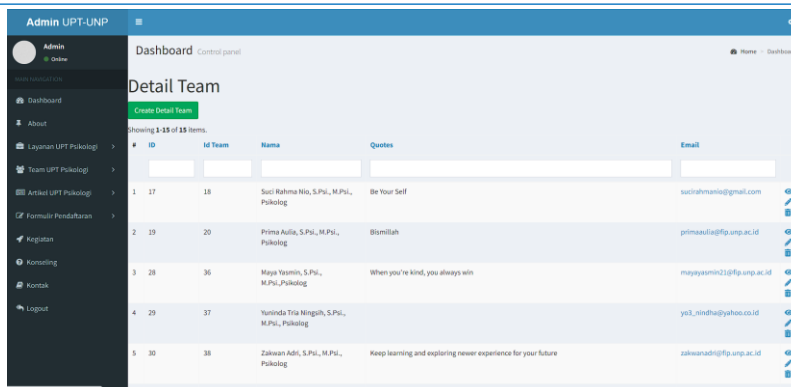 Admin UPT-UNP
Admin
Online
MAIN NAVIGATION
Dashboard
About
Layanan UPT Psikologi
Team UPT Psikologi
Artikel UPT Psikologi
Formulir Pendaftaran
Kegiatan
Konseling
Kontak
Logout
Dashboard Control panel
Home > Dashboa
Detail Team
Create Detail Team
Showing 1-15 of 15 items.
# ID Id Team Nama Quotes Email
1 17 18 Suci Rahma Nio, S.Psi., M.Psi., Be Your Self sucirahmanio@gmail.com
Psikolog
2 19 20 Prima Aulia, S.Psi., M.Psi., Bismillah primaaulia@fip.unp.ac.id
Psikolog
3 28 36 Maya Yasmin, S.Psi., When you're kind, you always win mayayasmin21@fip.unp.ac.id
M.Psi.,Psikolog
4 29 37 Yuninda Tria Ningsih, S.Psi., yo3_nindha@yahoo.co.id
M.Psi., Psikolog
5 30 38 Zakwan Adri, S.Psi., M.Psi., Keep learning and exploring newer experience for your future zakwanadri@fip.unp.ac.id
Psikolog